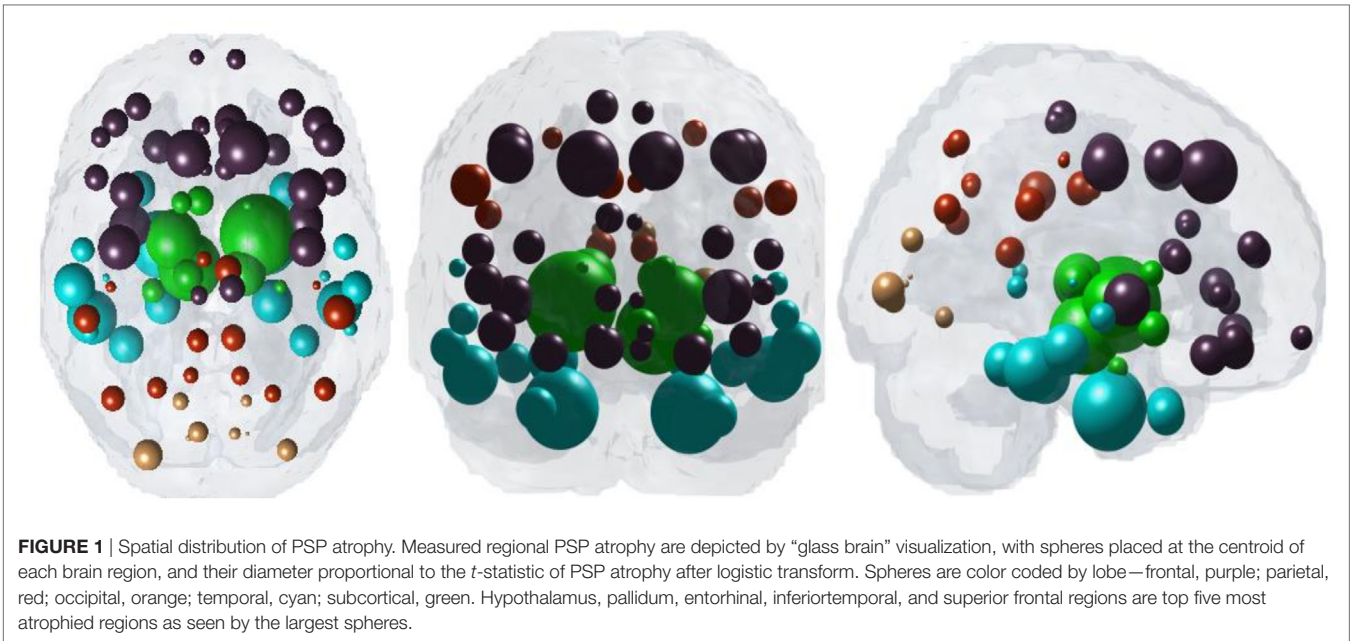 FIGURE 1 | Spatial distribution of PSP atrophy. Measured regional PSP atrophy are depicted by “glass brain” visualization, with spheres placed at the centroid of
each brain region, and their diameter proportional to the t-statistic of PSP atrophy after logistic transform. Spheres are color coded by lobe—frontal, purple; parietal,
red; occipital, orange; temporal, cyan; subcortical, green. Hypothalamus, pallidum, entorhinal, inferiortemporal, and superior frontal regions are top five most
atrophied regions as seen by the largest spheres.